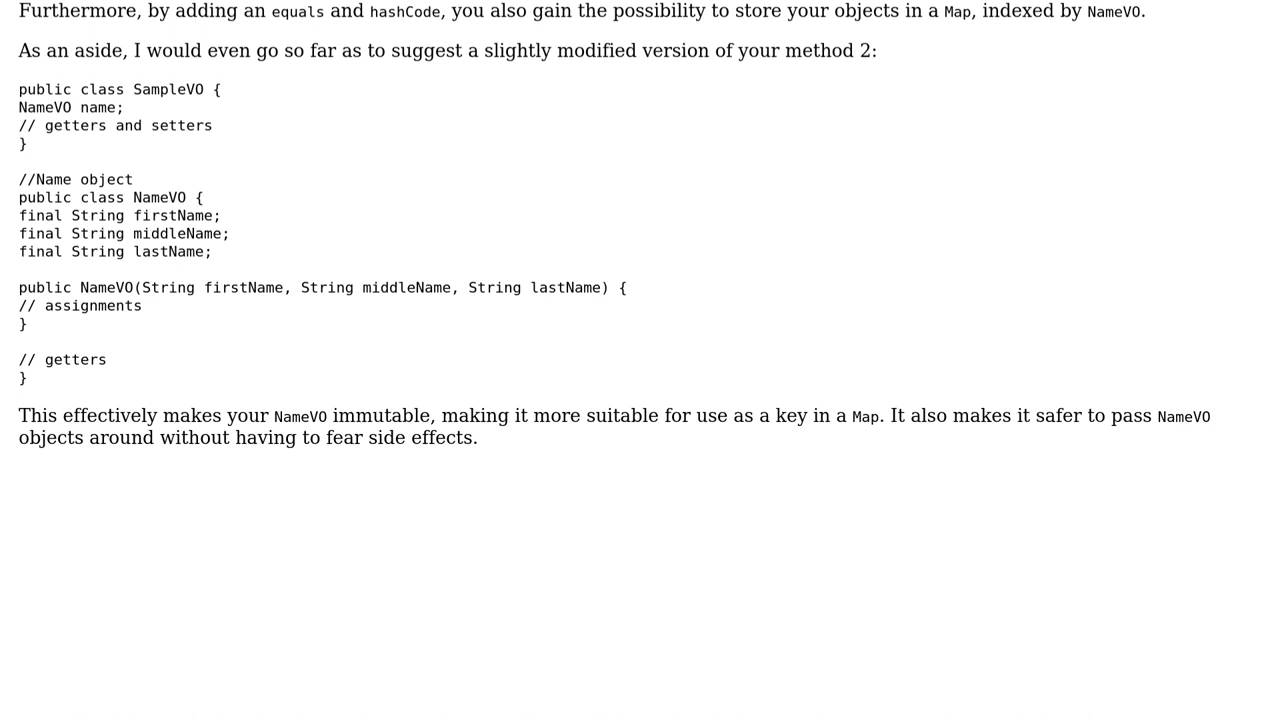 Furthermore, by adding an equals and hashCode, you also gain the possibility to store your objects in a Map, indexed by NameVO.
As an aside, I would even go so far as to suggest a slightly modified version of your method 2:
public class SampleVO {
NameVO name;
// getters and setters
}
//Name object
public class NameVO {
final String firstName;
final String middleName;
final String lastName;
public NameVO(String firstName, String middleName, String lastName) {
// assignments
}
// getters
}
This effectively makes your NameVO immutable, making it more suitable for use as a key in a Map. It also makes it safer to pass NameVO
objects around without having to fear side effects.